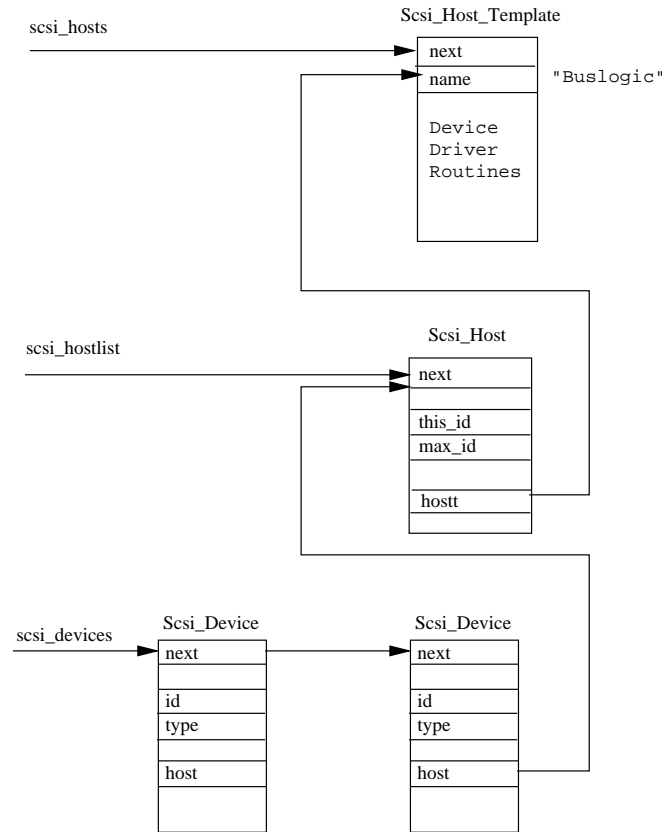 scsi_hosts
Scsi_Host_Template
next
name
"Buslogic"
Device
Driver
Routines
scsi_hostlist
Scsi_Host
next
this_id
max_id
hostt
scsi_devices
Scsi_Device
next
id
type
host
Scsi_Device
next
id
type
host